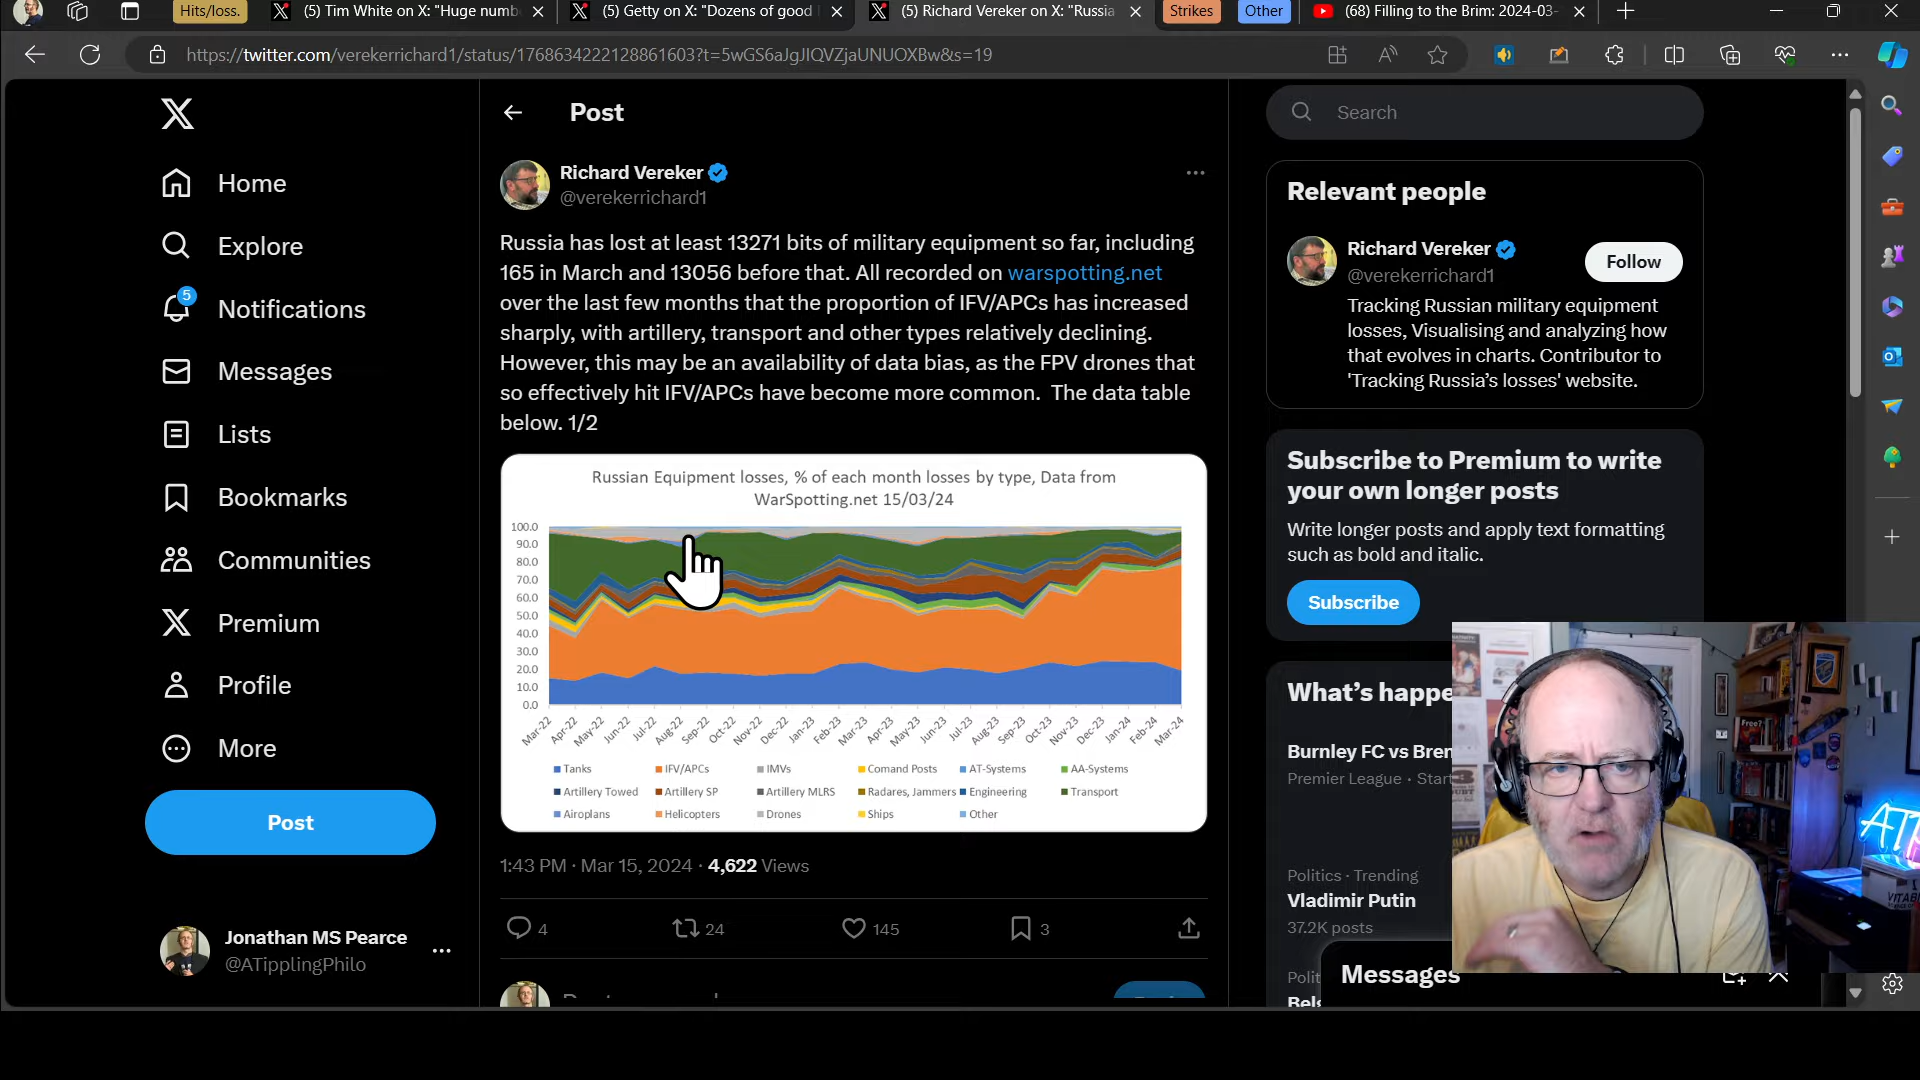 Hits/loss.
(5) Tim White on X: "Huge numb
(5) Getty on X: "Dozens of good
(5) Richard Vereker on X: "Russia
Strikes
Other
(68) Filling to the Brim: 2024-03-
https://twitter.com/verekerrichard1/status/1768634222128861603?t=5wGS6aJgJIQVZjaUNUOXBw&s=19
Home
Explore
5
Notifications
Messages
Lists
Bookmarks
Communities
Premium
Profile
More
Post
Jonathan MS Pearce
@ATipplingPhilo
Post
Richard Vereker
@verekerrichard1
Russia has lost at least 13271 bits of military equipment so far, including
165 in March and 13056 before that. All recorded on warspotting.net
over the last few months that the proportion of IFV/APCs has increased
sharply, with artillery, transport and other types relatively declining.
However, this may be an availability of data bias, as the FPV drones that
so effectively hit IFV/APCs have become more common. The data table
below. 1/2
Russian Equipment losses, % of each month losses by type, Data from
WarSpotting.net 15/03/24
100.0
90.0
80.0
70.0
60.0
50.0
40.0
30.0
20.0
10.0
0.0
Mar-22 Apr-22 May-22 Jun-22 Jul-22 Aug-22 Sep-22 Oct-22 Nov-22 Dec-22 Jan-23 Feb-23 Mar-23 Apr-23 May-23 Jun-23 Jul-23 Aug-23 Sep-23 Oct-23 Nov-23 Dec-23 Jan-24 Feb-24 Mar-24
Tanks IFV/APCs IMVs Comand Posts AT-Systems AA-Systems
Artillery Towed Artillery SP Artillery MLRS Radares, Jammers Engineering Transport
Airoplans Helicopters Drones Ships Other
1:43 PM · Mar 15, 2024 · 4,622 Views
4 24 145 3
Search
Relevant people
Richard Vereker
@verekerrichard1
Follow
Tracking Russian military equipment
losses, Visualising and analyzing how
that evolves in charts. Contributor to
'Tracking Russia's losses' website.
Subscribe to Premium to write
your own longer posts
Write longer posts and apply text formatting
such as bold and italic.
Subscribe
What's happe
Burnley FC vs Bren
Premier League · Start
Politics · Trending
Vladimir Putin
37.2K posts
Polit
Belg
Messages
Free?